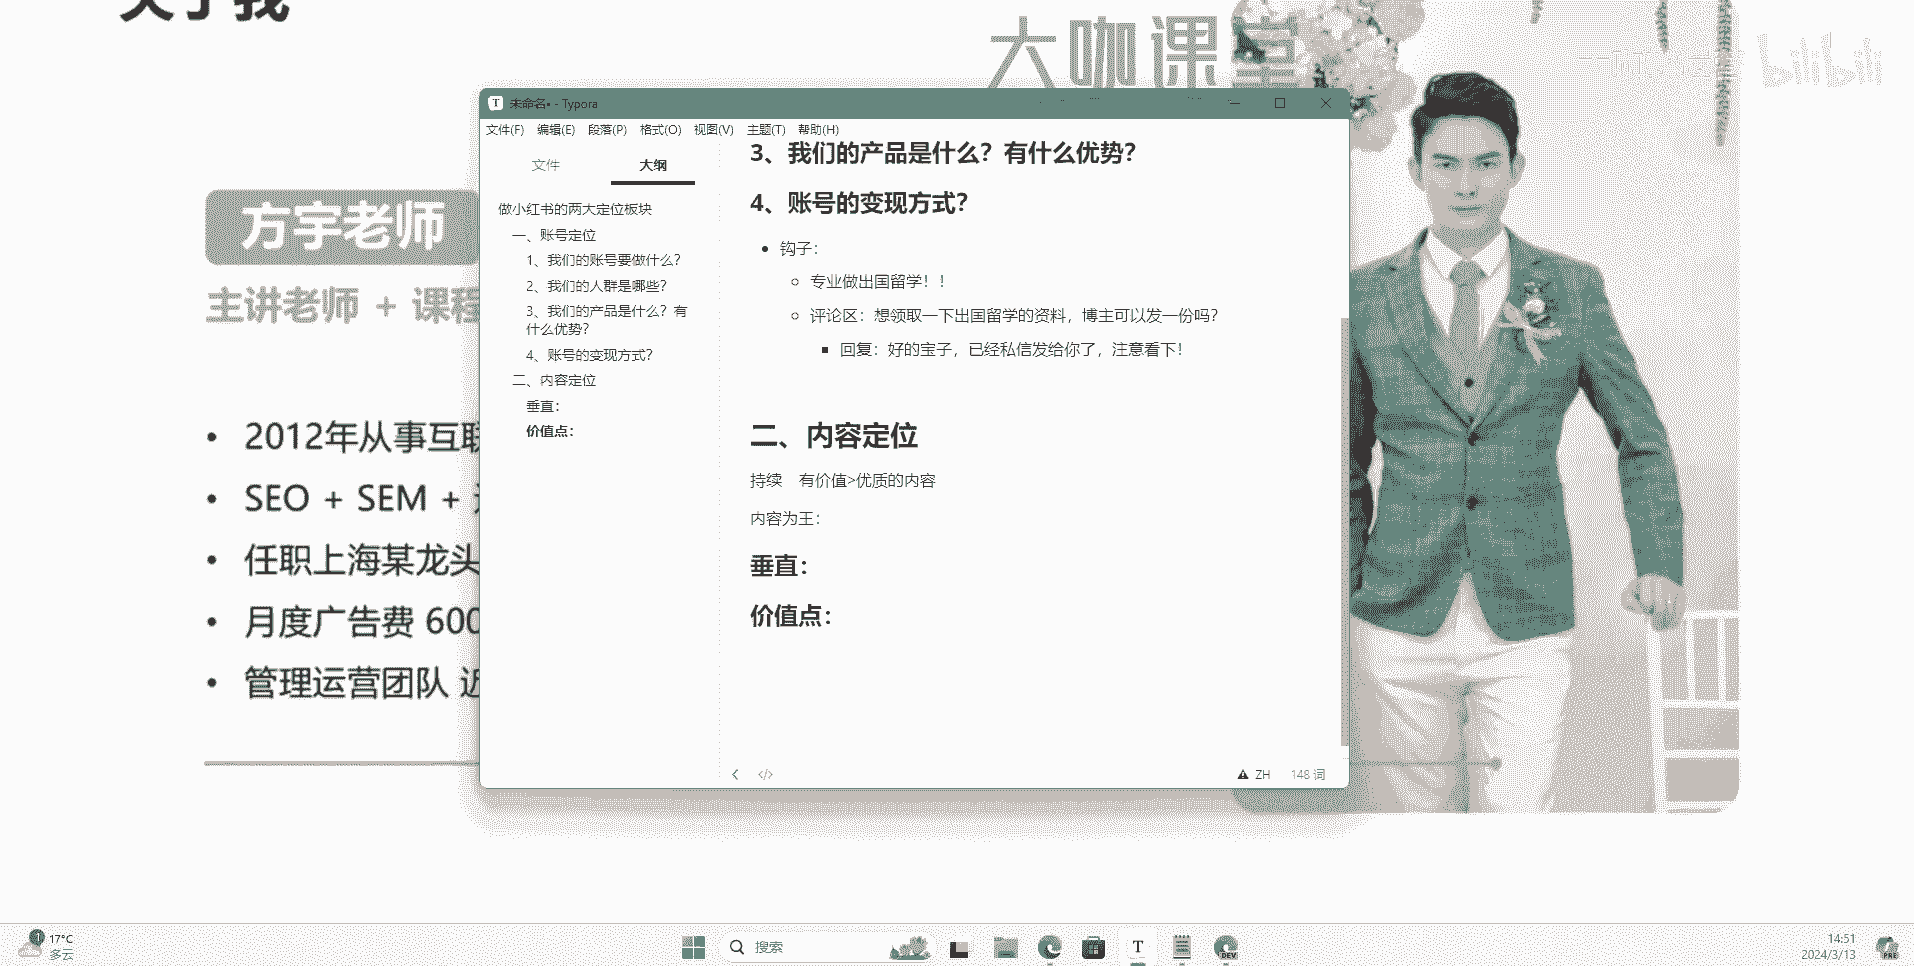 关于我
大咖课堂
bilibili
方宇老师
主讲老师 + 课程
2012年从事互联
SEO + SEM +
任职上海某龙头
月度广告费 600
管理运营团队 近
未命名• - Typora
文件(F) 编辑(E) 段落(P) 格式(O) 视图(V) 主题(T) 帮助(H)
文件 大纲
做小红书的两大定位板块
一、账号定位
1、我们的账号要做什么?
2、我们的人群是哪些?
3、我们的产品是什么?有
什么优势?
4、账号的变现方式?
二、内容定位
垂直:
价值点:
3、我们的产品是什么?有什么优势?
4、账号的变现方式?
钩子:
专业做出国留学!!
评论区:想领取一下出国留学的资料,博主可以发一份吗?
回复:好的宝子,已经私信发给你了,注意看下!
二、内容定位
持续 有价值>优质的内容
内容为王:
垂直:
价值点:
ZH 148 词
1 17°C
多云
搜索
T
DEV
14:51
2024/3/13
PRE